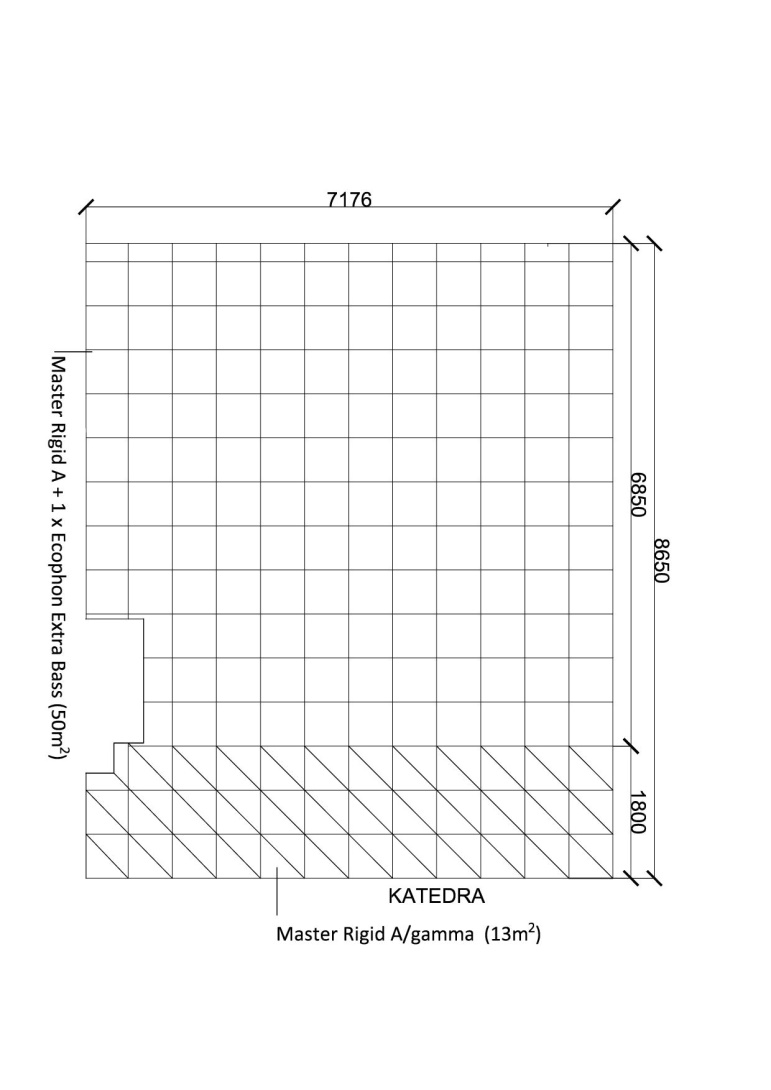 7176
Master Rigid A + 1 x Ecophon Extra Bass (50m²)
6850
8650
1800
KATEDRA
Master Rigid A/gamma (13m²)